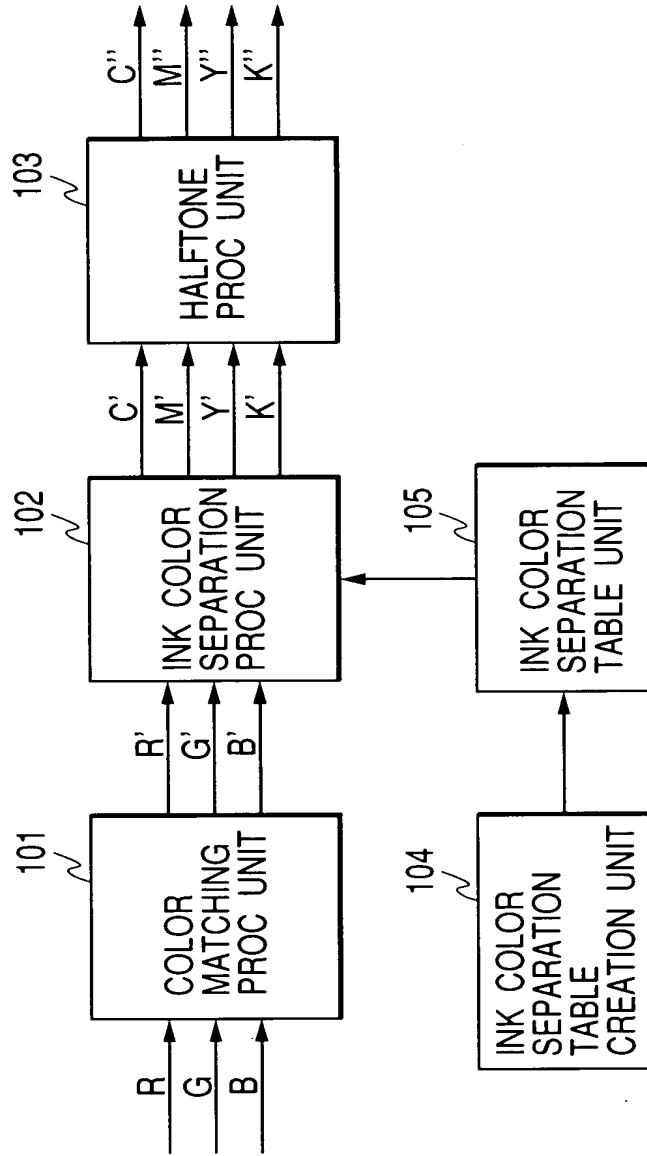 R
G
B
101
COLOR
MATCHING
PROC UNIT
R'
G'
B'
102
INK COLOR
SEPARATION
PROC UNIT
C'
M'
Y'
K'
103
HALFTONE
PROC UNIT
C''
M''
Y''
K''
104
INK COLOR
SEPARATION
TABLE
CREATION UNIT
105
INK COLOR
SEPARATION
TABLE UNIT